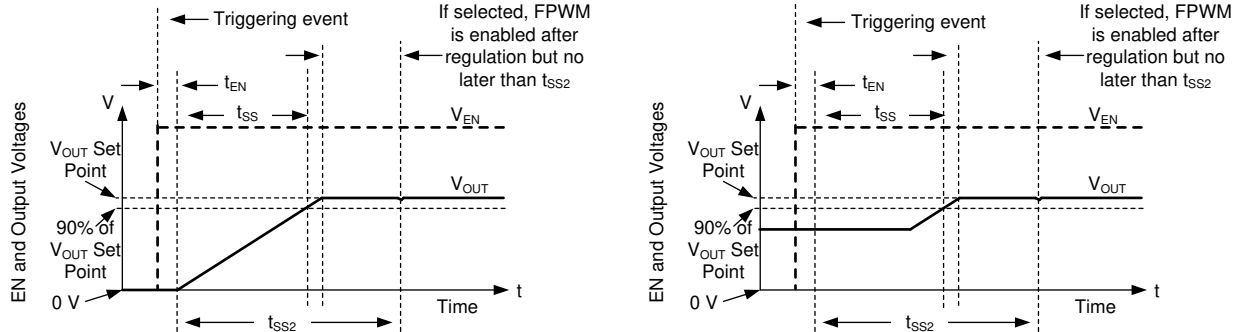 Triggering event
If selected, FPWM
is enabled after
regulation but no
later than tSS2
tEN
V
tSS
VEN
EN and Output Voltages
VOUT Set
Point
VOUT
90% of
VOUT Set
Point
0 V
t
Time
tSS2
Triggering event
If selected, FPWM
is enabled after
regulation but no
later than tSS2
tEN
V
tSS
VEN
EN and Output Voltages
VOUT Set
Point
VOUT
90% of
VOUT Set
Point
0 V
t
Time
tSS2